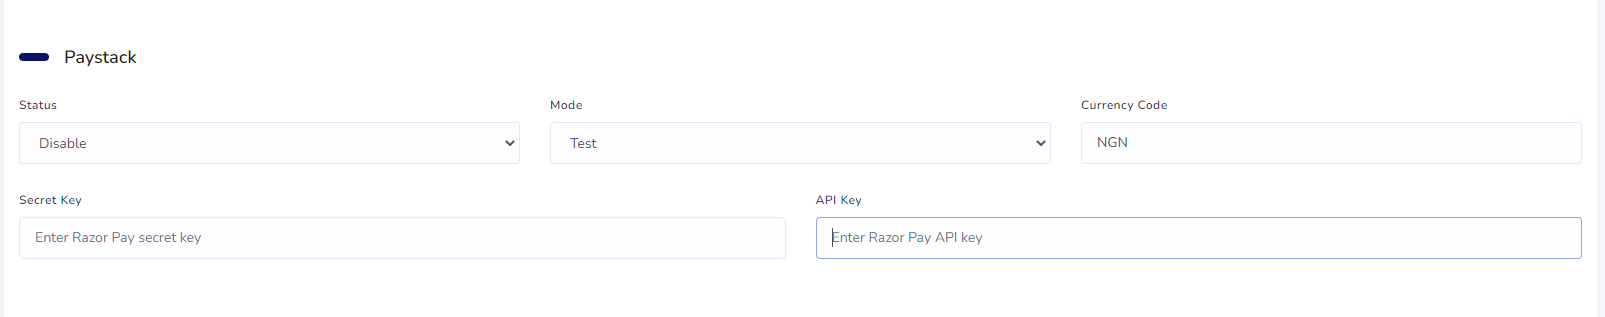 Paystack
Status Mode Currency Code
Disable Test NGN
Secret Key API Key
Enter Razor Pay secret key Enter Razor Pay API key